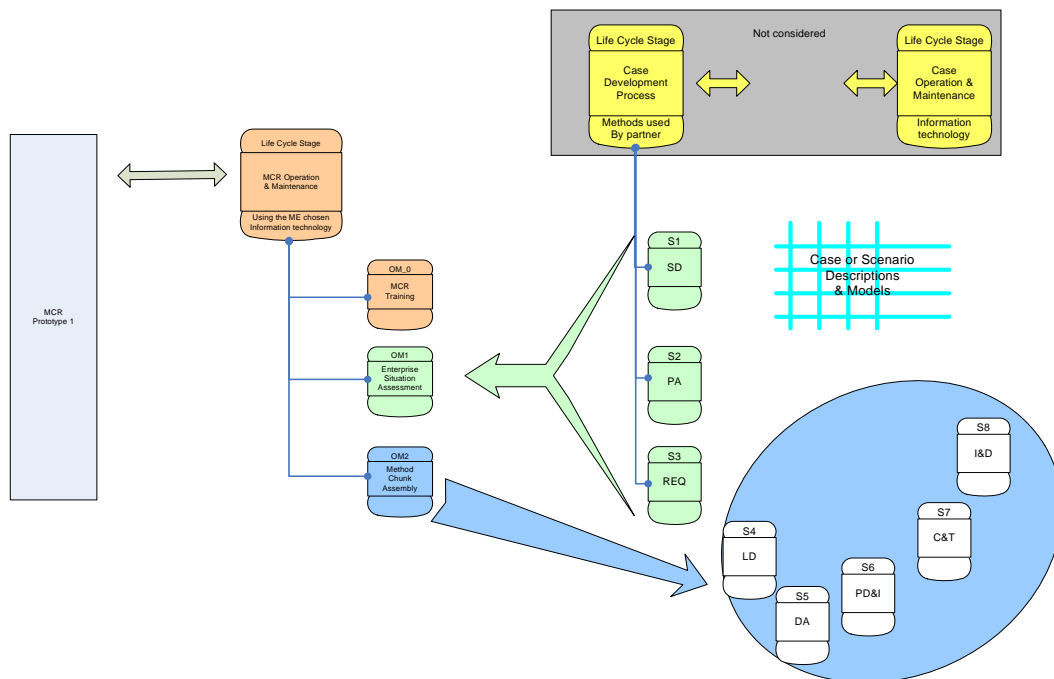 Not considered
Life Cycle Stage
Case
Development
Process
Methods used
By partner
Life Cycle Stage
Case
Operation &
Maintenance
Information
technology
MCR
Prototype 1
Life Cycle Stage
MCR Operation
& Maintenance
Using the ME chosen
Information technology
OM_0
MCR
Training
OM1
Enterprise
Situation
Assessment
OM2
Method
Chunk
Assembly
S1
SD
S2
PA
S3
REQ
Case or Scenario
Descriptions
& Models
S8
I&D
S7
C&T
S4
LD
S6
PD&I
S5
DA